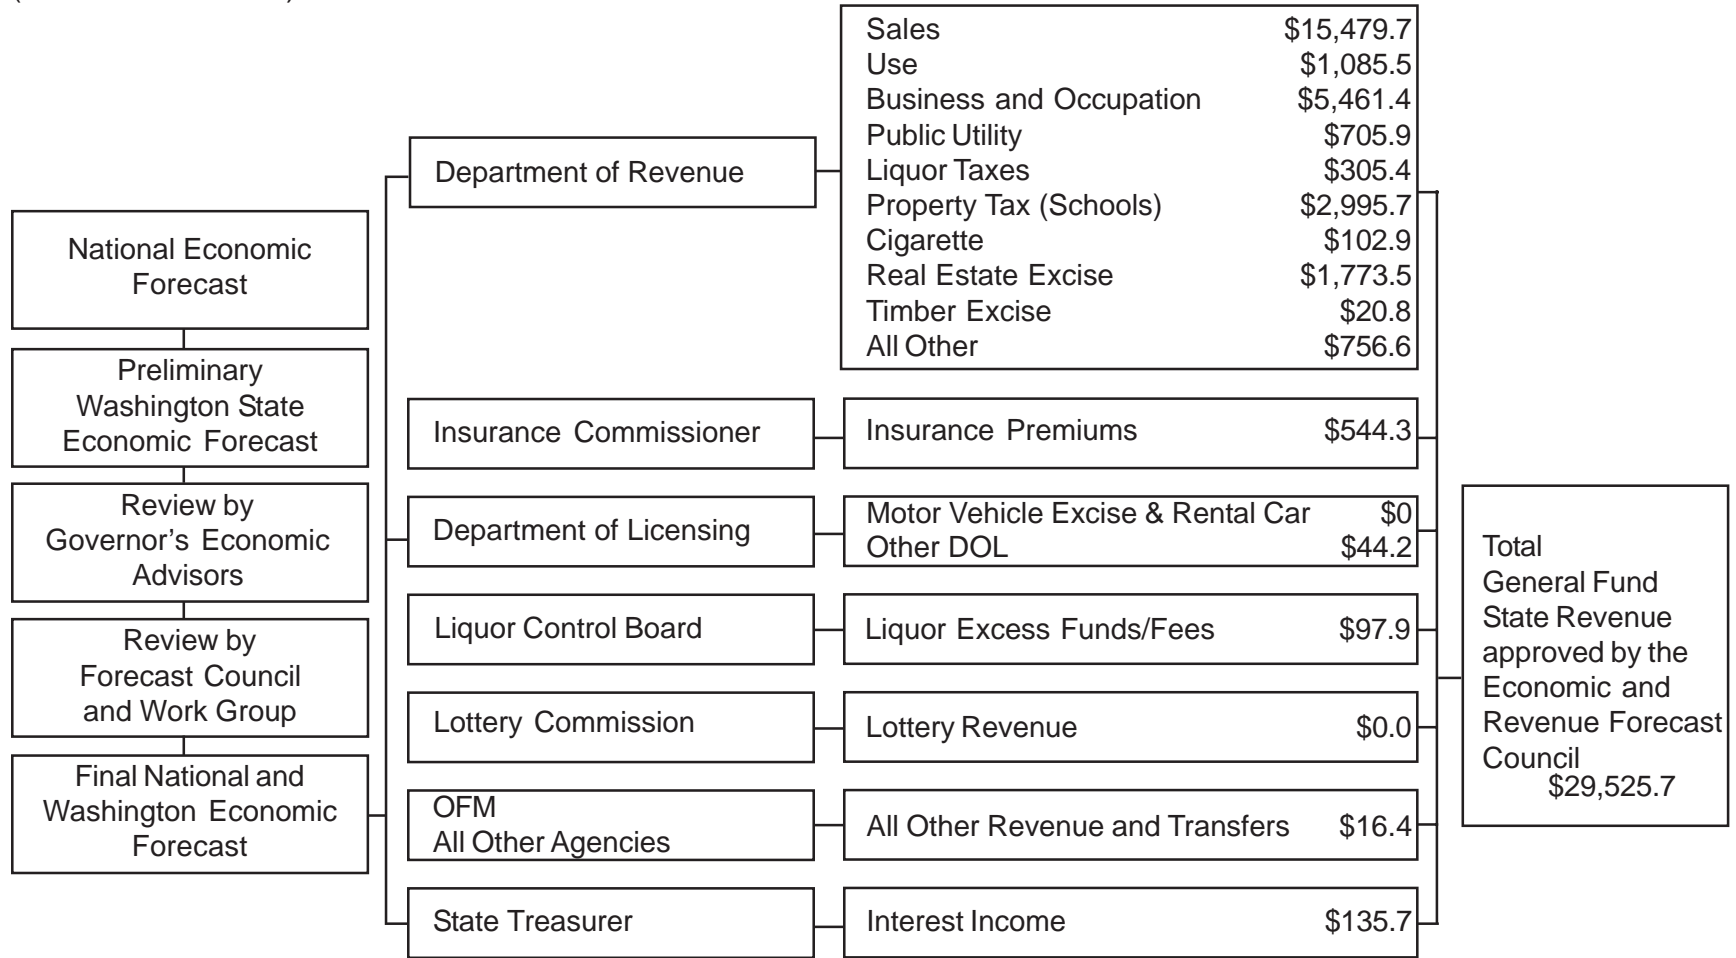 National Economic
Forecast
Preliminary
Washington State
Economic Forecast
Review by
Governor’s Economic
Advisors
Review by
Forecast Council
and Work Group
Final National and
Washington Economic
Forecast
Department of Revenue
Sales $15,479.7
Use $1,085.5
Business and Occupation $5,461.4
Public Utility $705.9
Liquor Taxes $305.4
Property Tax (Schools) $2,995.7
Cigarette $102.9
Real Estate Excise $1,773.5
Timber Excise $20.8
All Other $756.6
Insurance Commissioner
Insurance Premiums $544.3
Department of Licensing
Motor Vehicle Excise & Rental Car $0
Other DOL $44.2
Liquor Control Board
Liquor Excess Funds/Fees $97.9
Lottery Commission
Lottery Revenue $0.0
OFM
All Other Agencies
All Other Revenue and Transfers $16.4
State Treasurer
Interest Income $135.7
Total
General Fund
State Revenue
approved by the
Economic and
Revenue Forecast
Council
$29,525.7